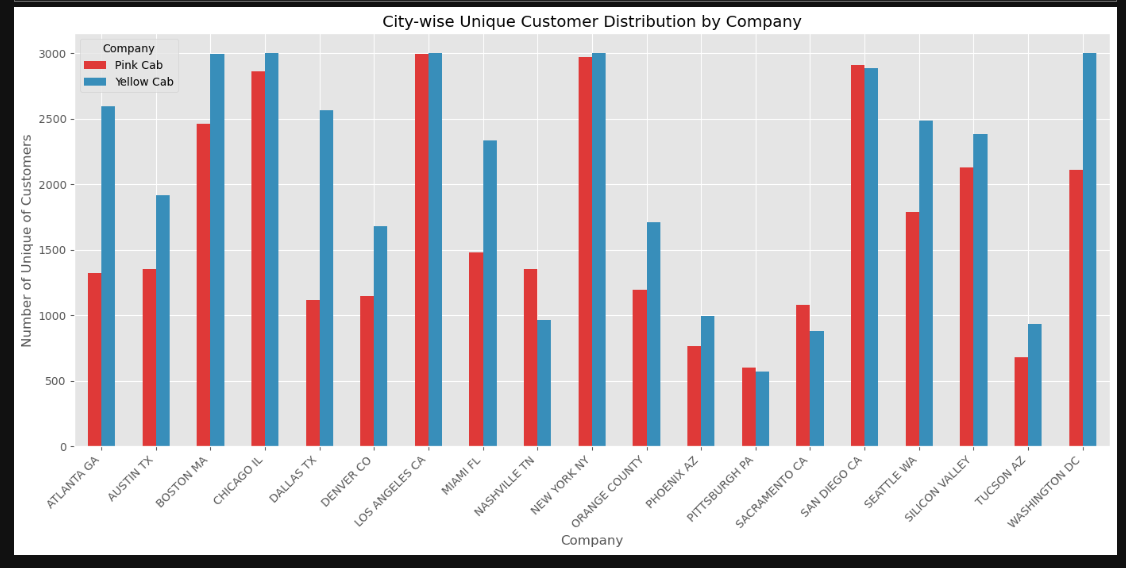 City-wise Unique Customer Distribution by Company
Company
Pink Cab
Yellow Cab
Number of Unique of Customers
3000
2500
2000
1500
1000
500
0
ATLANTA GA
AUSTIN TX
BOSTON MA
CHICAGO IL
DALLAS TX
DENVER CO
LOS ANGELES CA
MIAMI FL
NASHVILLE TN
NEW YORK NY
ORANGE COUNTY
PHOENIX AZ
PITTSBURGH PA
SACRAMENTO CA
SAN DIEGO CA
SEATTLE WA
SILICON VALLEY
TUCSON AZ
WASHINGTON DC
Company